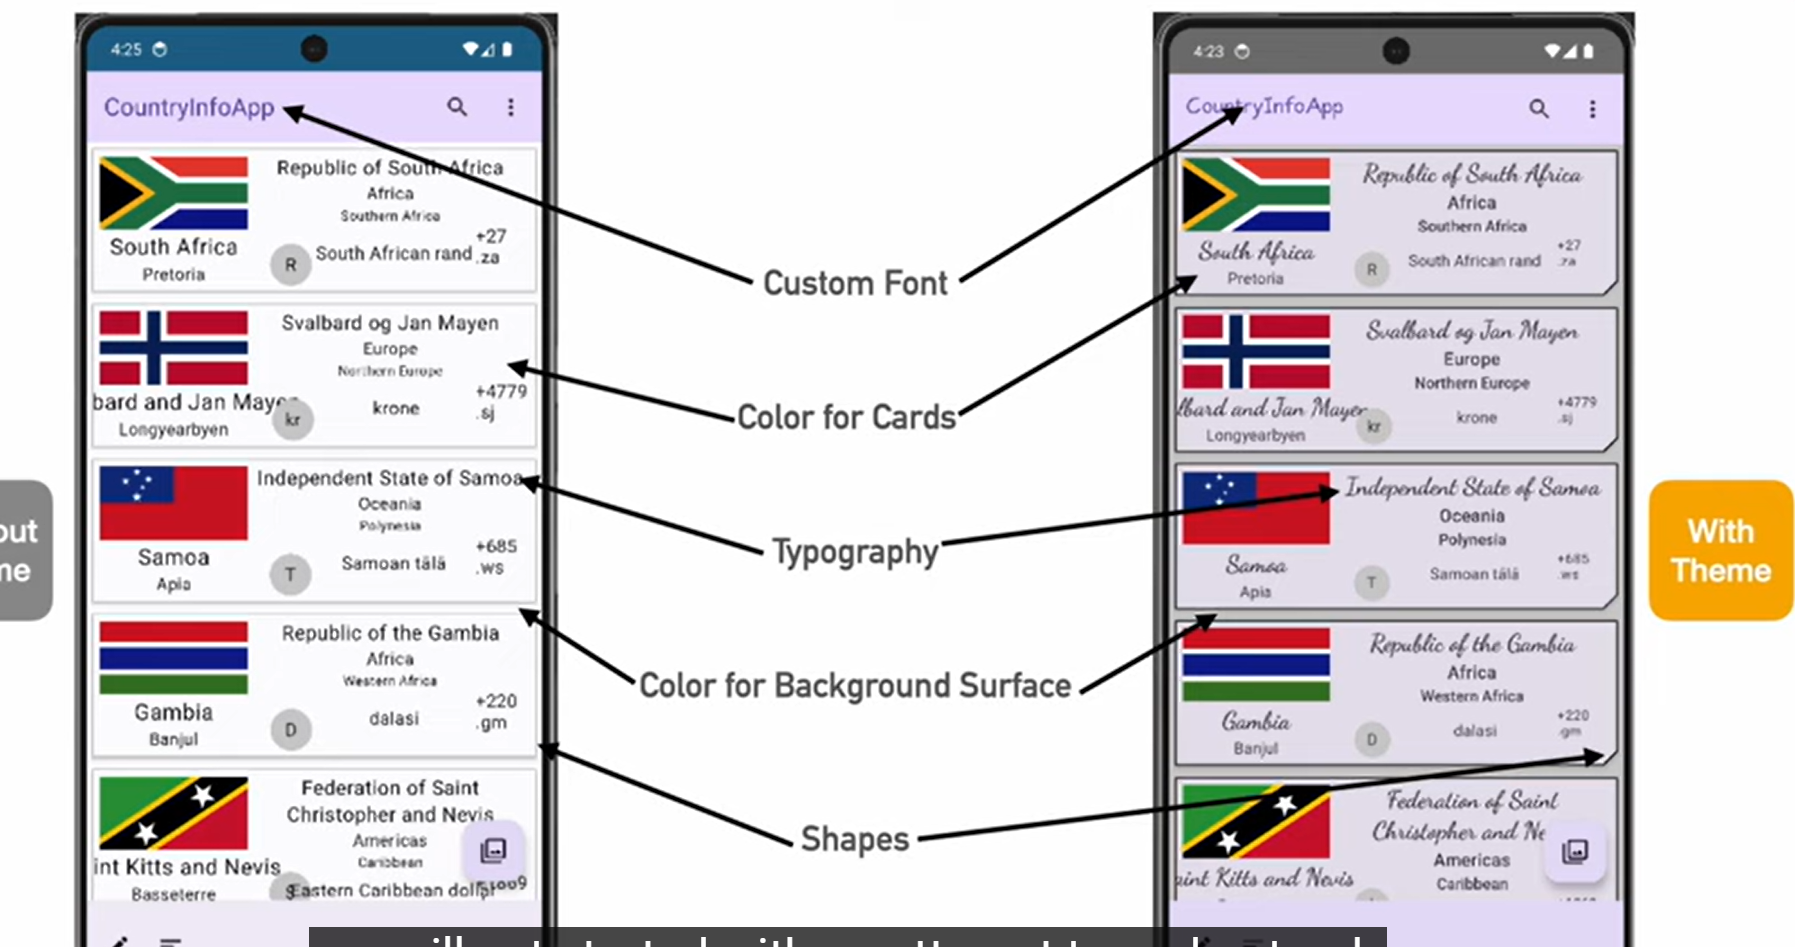 4:25
CountryInfoApp
Republic of South Africa
Africa
Southern Africa
South Africa
Pretoria
R
South African rand
+27
.za
Svalbard og Jan Mayen
Europe
Northern Europe
bard and Jan Mayen
Longyearbyen
kr
krone
+4779
.sj
Independent State of Samoa
Oceania
Polynesia
Samoa
Apia
T
Samoan tālā
+685
.ws
Republic of the Gambia
Africa
Western Africa
Gambia
Banjul
D
dalasi
+220
.gm
Federation of Saint
Christopher and Nevis
Americas
Caribbean
int Kitts and Nevis
Basseterre
$
Eastern Caribbean dollar
out
me
Custom Font
Color for Cards
Typography
Color for Background Surface
Shapes
4:23
CountryInfoApp
Republic of South Africa
Africa
Southern Africa
South Africa
Pretoria
R
South African rand
+27
.za
Svalbard og Jan Mayen
Europe
Northern Europe
lbard and Jan Mayen
Longyearbyen
kr
krone
+4779
.sj
Independent State of Samoa
Oceania
Polynesia
Samoa
Apia
T
Samoan tālā
+685
.ws
Republic of the Gambia
Africa
Western Africa
Gambia
Banjul
D
dalasi
+220
.gm
Federation of Saint
Christopher and Ne
Americas
Caribbean
aint Kitts and Nevis
With
Theme